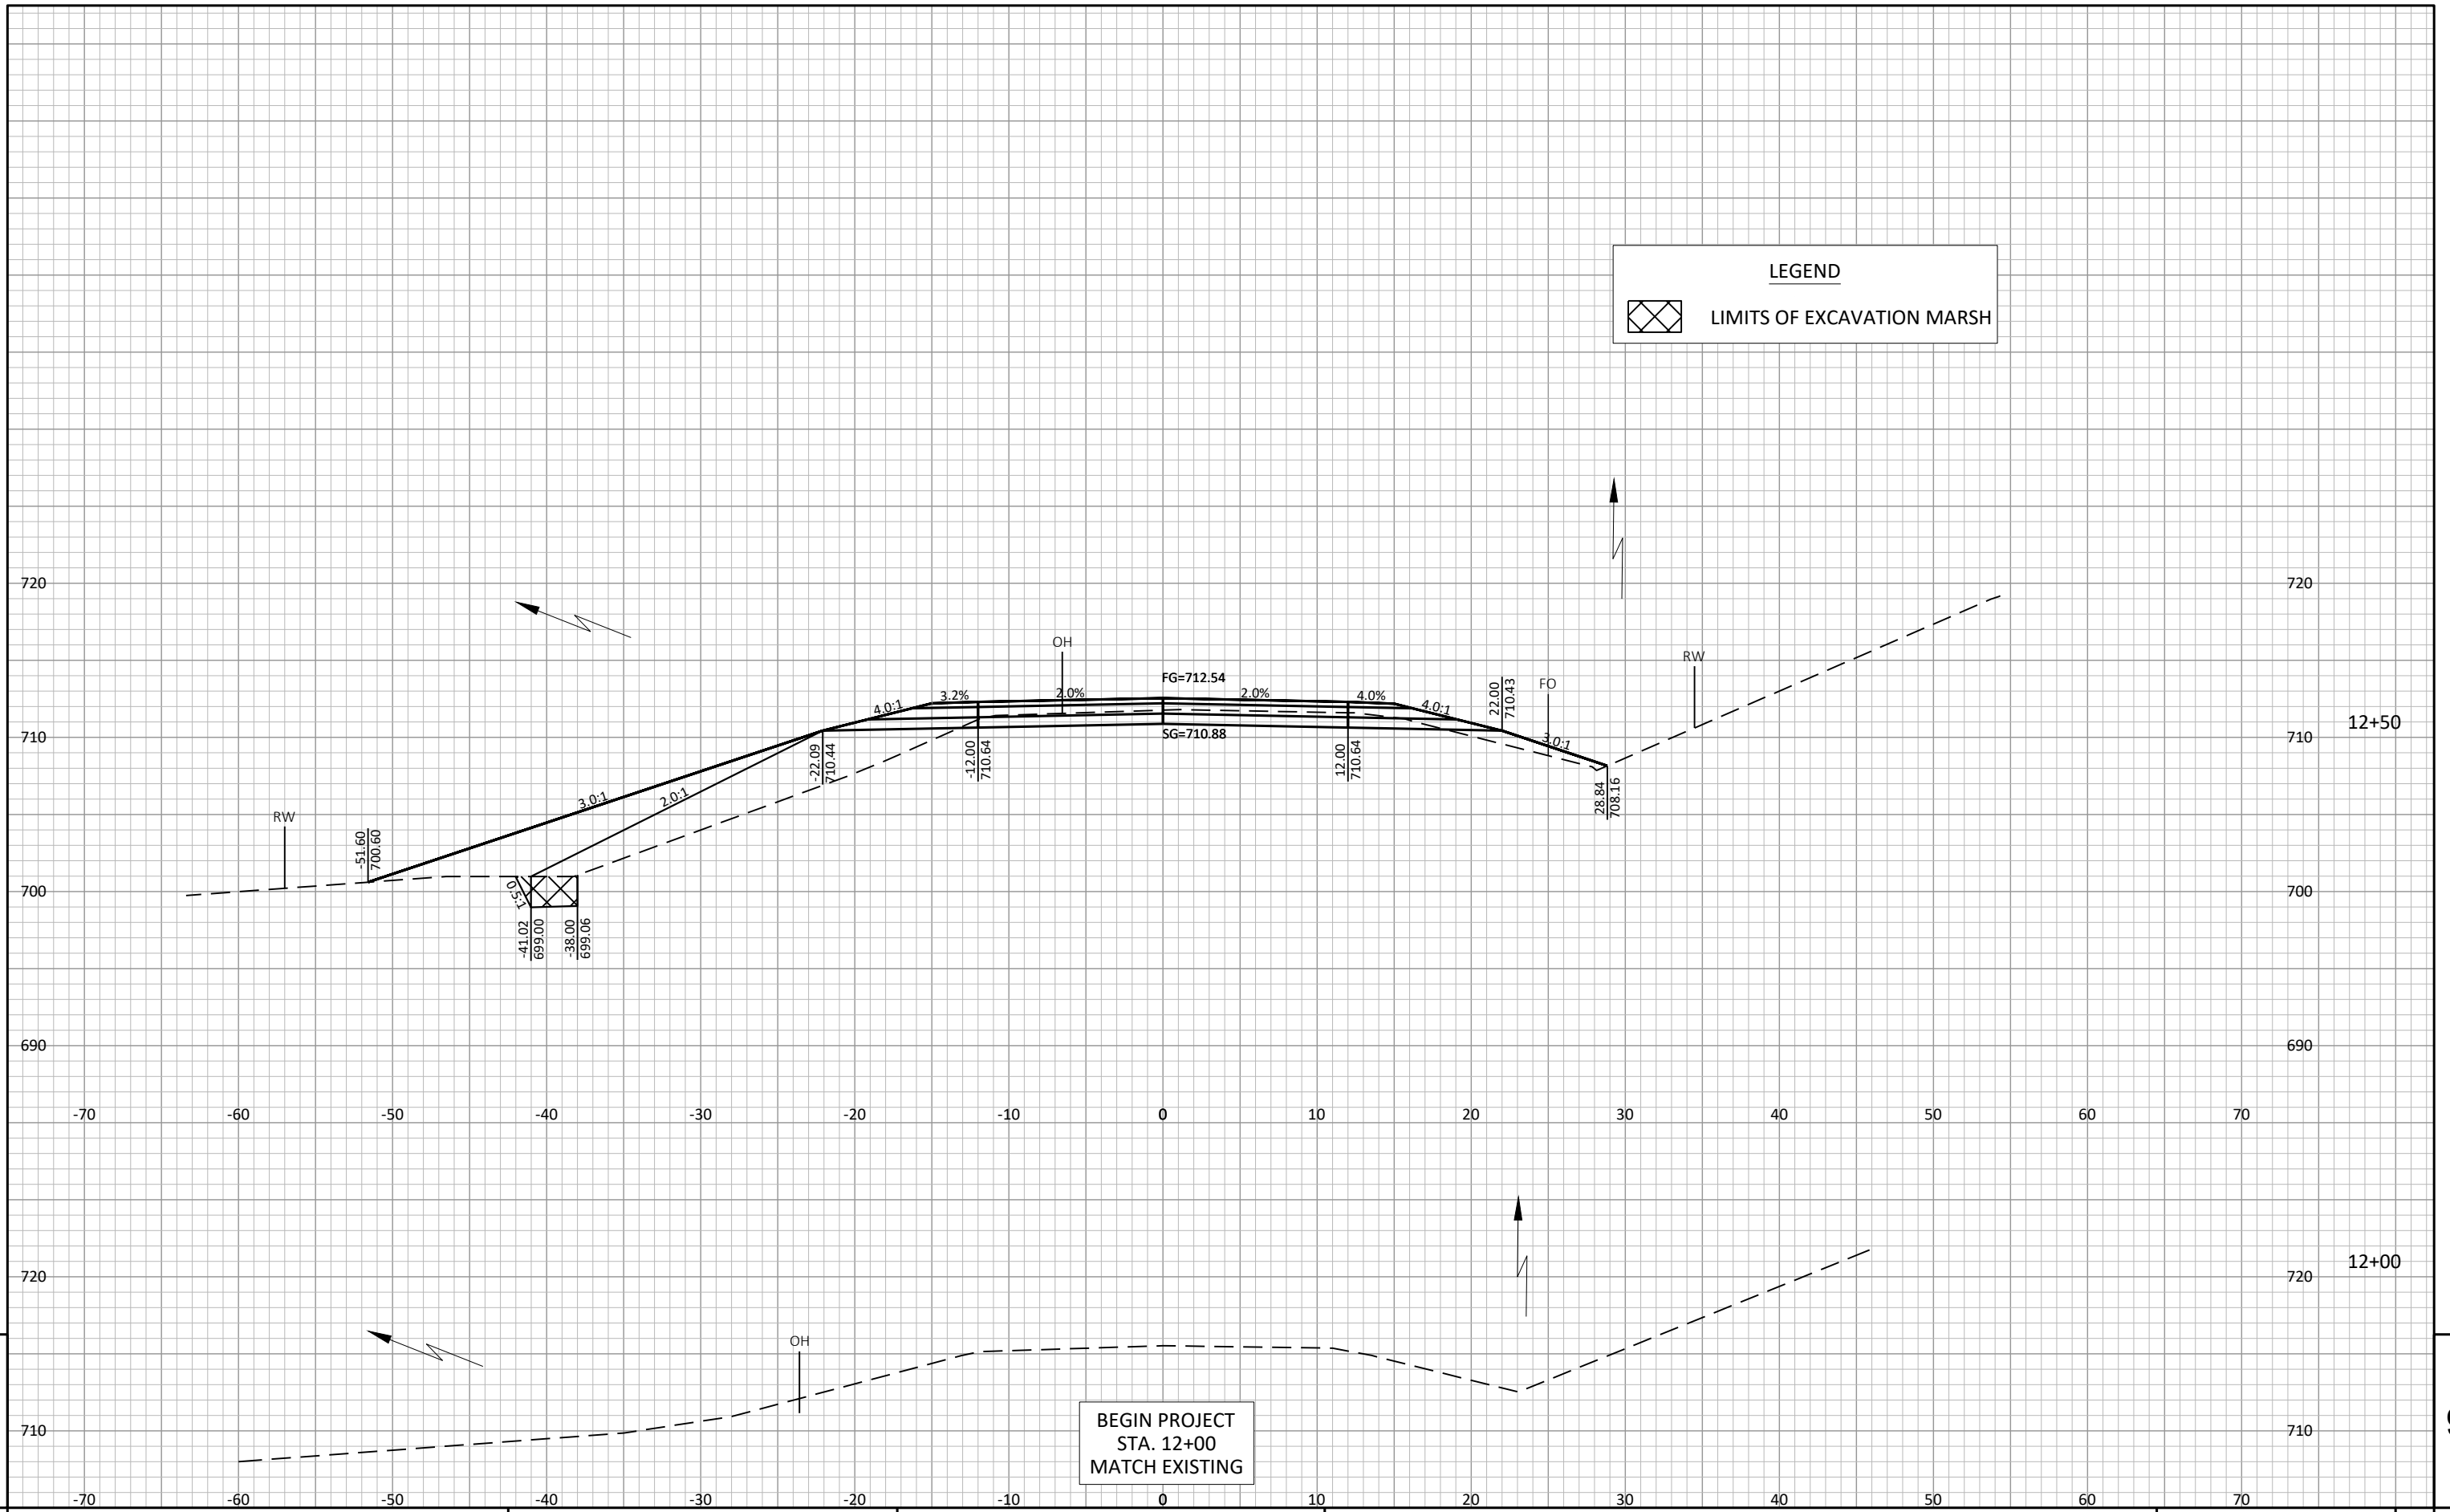 LEGEND
LIMITS OF EXCAVATION MARSH
720
720
OH
RW
FG=712.54
FO
22.00
710.43
3.2%
2.0%
2.0%
4.0%
4.0:1
4.0:1
12+50
710
710
SG=710.88
3.0:1
-22.09
710.44
-12.00
710.64
12.00
710.64
28.84
708.16
3.0:1
2.0:1
RW
-51.60
700.60
700
700
0.5:1
-41.02
699.00
-38.00
699.06
690
690
-70 -60 -50 -40 -30 -20 -10 0 10 20 30 40 50 60 70
12+00
720
720
OH
BEGIN PROJECT
STA. 12+00
MATCH EXISTING
710
710
-70 -60 -50 -40 -30 -20 -10 0 10 20 30 40 50 60 70